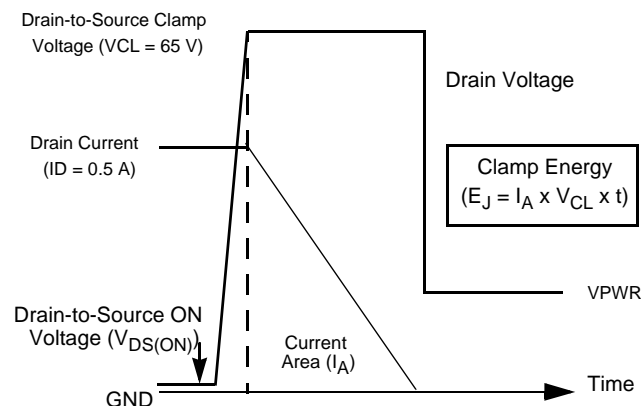 Drain-to-Source Clamp
Voltage (VCL = 65 V)
Drain Voltage
Drain Current
(ID = 0.5 A)
Clamp Energy
(EJ = IA x VCL x t)
VPWR
Drain-to-Source ON
Voltage (VDS(ON))
Current
Area (IA)
GND
Time